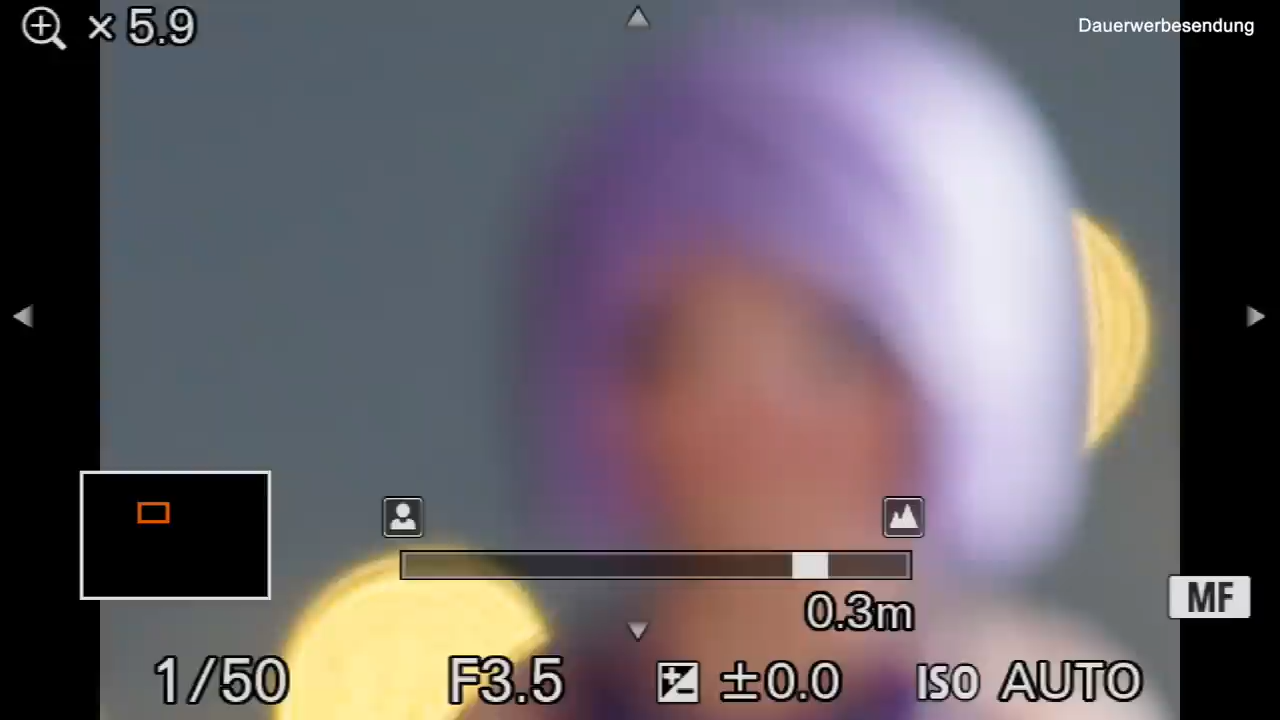 × 5.9
Dauerwerbesendung
0.3m
MF
1/50
F3.5
±0.0
ISO AUTO